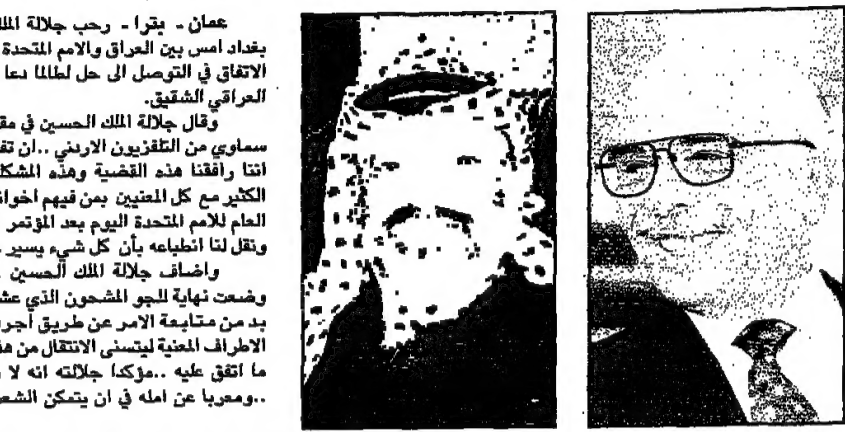 عمان ـ بقرا ـ رحب جلالة الملك
بغداد امس بين العراق والامم المتحدة
الاتفاق في التوصل الى حل لطالما دعا
العراقي الشقيق.
وقال جلالة الملك الحسين في مق
سماوي من التلفزيون الاردني ..ان تف
اننا رافقنا هذه القضية وهذه المشكل
الكثير مع كل المعنيين بمن فيهم اخوان
العام للامم المتحدة اليوم بعد المؤتمر
ونقل لنا انطباعه بأن كل شيء يسير .
واضاف جلالة الملك الحسين
وضعت نهاية للجو المشحون الذي عش
بد من متابعة الامر عن طريق اجر
الاطراف المعنية ليتسنى الانتقال من هذ
ما اتفق عليه ..مؤكدا جلالته انه لا
..ومعربا عن امله في ان يتمكن الشع